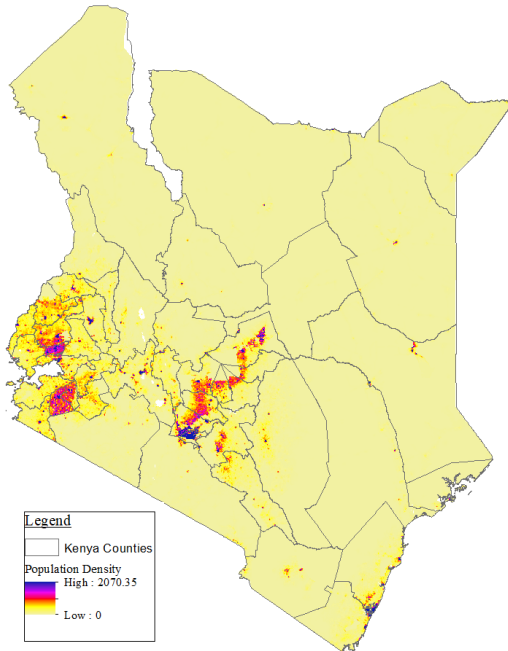 Legend
Kenya Counties
Population Density
High : 2070.35
Low : 0